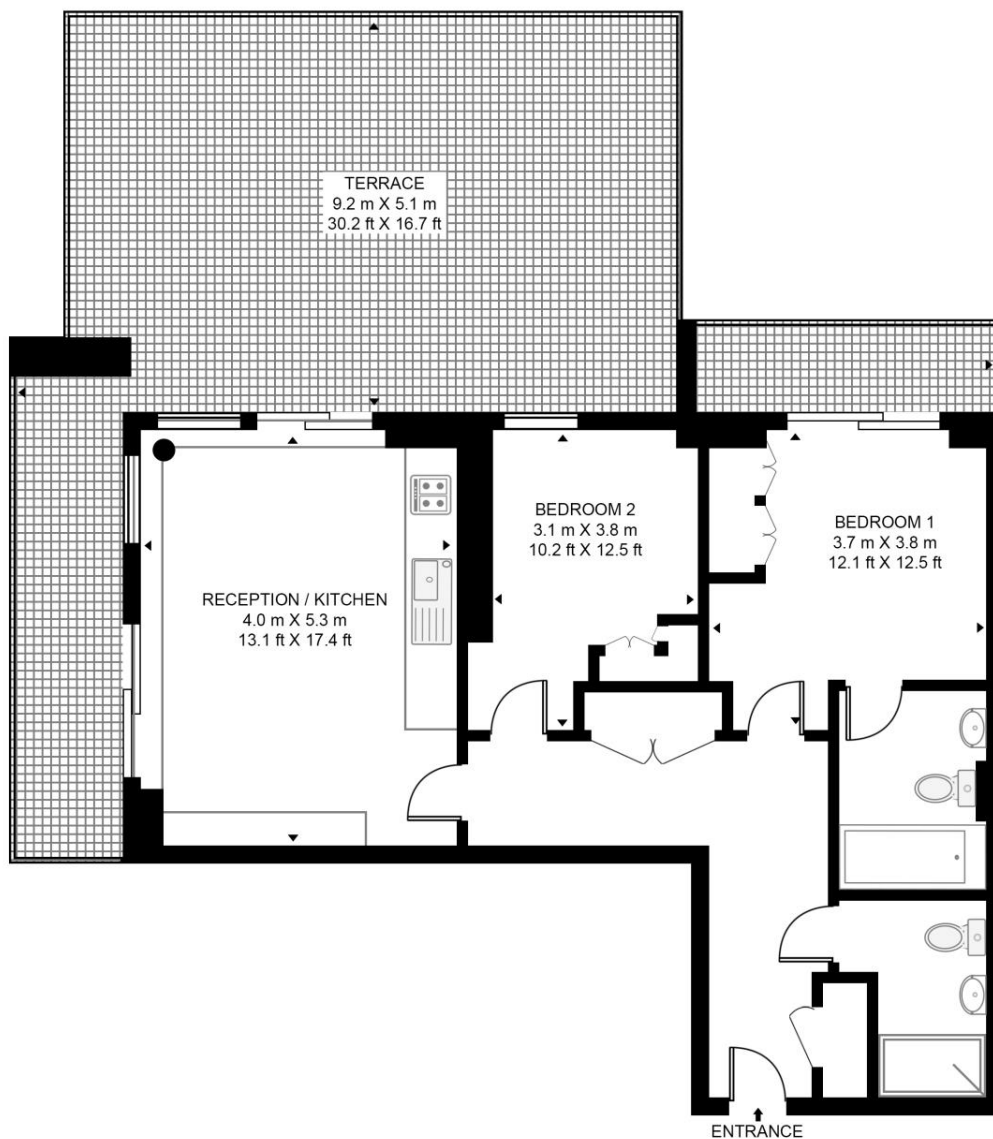 TERRACE
9.2 m X 5.1 m
30.2 ft X 16.7 ft
BEDROOM 2
3.1 m X 3.8 m
10.2 ft X 12.5 ft
BEDROOM 1
3.7 m X 3.8 m
12.1 ft X 12.5 ft
RECEPTION / KITCHEN
4.0 m X 5.3 m
13.1 ft X 17.4 ft
ENTRANCE